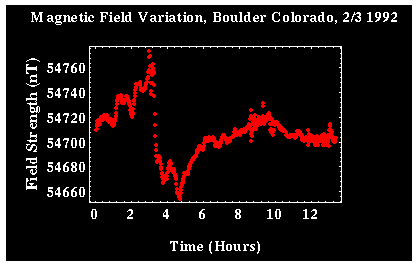 Magnetic Field Variation, Boulder Colorado, 2/3 1992
Field Strength (nT)
54760
54740
54720
54700
54680
54660
0 2 4 6 8 10 12
Time (Hours)